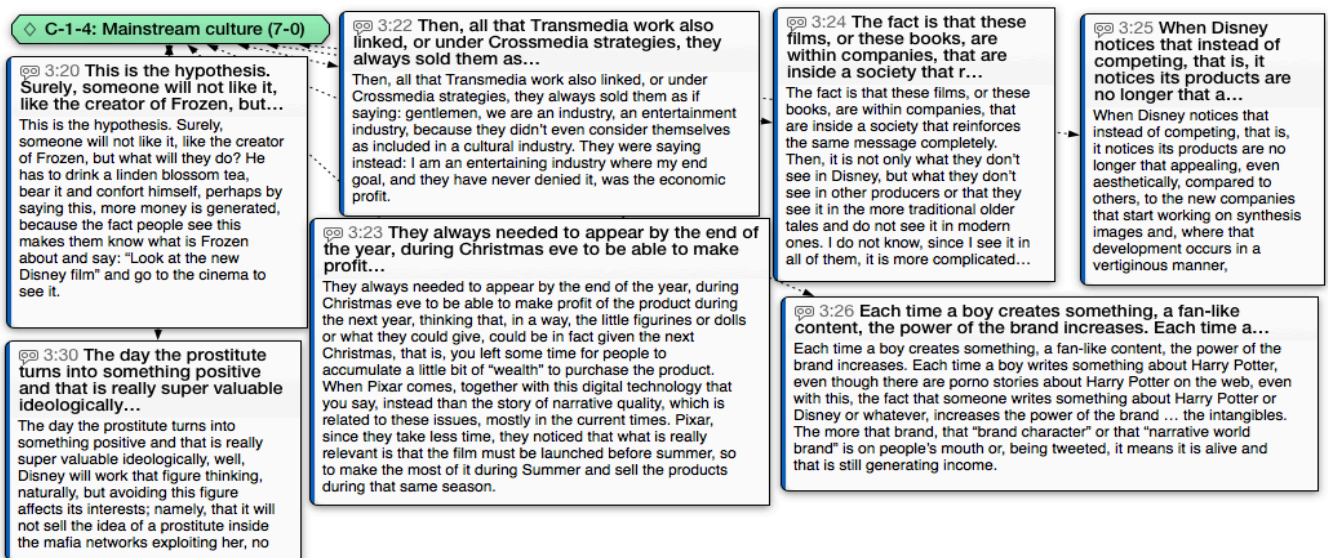 C-1-4: Mainstream culture (7-0)
3:20 This is the hypothesis.
Surely, someone will not like it,
like the creator of Frozen, but…
This is the hypothesis. Surely,
someone will not like it, like the creator
of Frozen, but what will they do? He
has to drink a linden blossom tea,
bear it and confort himself, perhaps by
saying this, more money is generated,
because the fact people see this
makes them know what is Frozen
about and say: “Look at the new
Disney film” and go to the cinema to
see it.
3:30 The day the prostitute
turns into something positive
and that is really super valuable
ideologically…
The day the prostitute turns into
something positive and that is really
super valuable ideologically, well,
Disney will work that figure thinking,
naturally, but avoiding this figure
affects its interests; namely, that it will
not sell the idea of a prostitute inside
the mafia networks exploiting her, no
3:22 Then, all that Transmedia work also
linked, or under Crossmedia strategies, they
always sold them as…
Then, all that Transmedia work also linked, or under
Crossmedia strategies, they always sold them as if
saying: gentlemen, we are an industry, an entertainment
industry, because they didn’t even consider themselves
as included in a cultural industry. They were saying
instead: I am an entertaining industry where my end
goal, and they have never denied it, was the economic
profit.
3:23 They always needed to appear by the end of
the year, during Christmas eve to be able to make
profit…
They always needed to appear by the end of the year, during
Christmas eve to be able to make profit of the product during
the next year, thinking that, in a way, the little figurines or dolls
or what they could give, could be in fact given the next
Christmas, that is, you left some time for people to
accumulate a little bit of “wealth” to purchase the product.
When Pixar comes, together with this digital technology that
you say, instead than the story of narrative quality, which is
related to these issues, mostly in the current times. Pixar,
since they take less time, they noticed that what is really
relevant is that the film must be launched before summer, so
to make the most of it during Summer and sell the products
during that same season.
3:24 The fact is that these
films, or these books, are
within companies, that are
inside a society that r…
The fact is that these films, or these
books, are within companies, that
are inside a society that reinforces
the same message completely.
Then, it is not only what they don’t
see in Disney, but what they don’t
see in other producers or that they
see it in the more traditional older
tales and do not see it in modern
ones. I do not know, since I see it in
all of them, it is more complicated…
3:25 When Disney
notices that instead of
competing, that is, it
notices its products are
no longer that a…
When Disney notices that
instead of competing, that is,
it notices its products are no
longer that appealing, even
aesthetically, compared to
others, to the new companies
that start working on synthesis
images and, where that
development occurs in a
vertiginous manner,
3:26 Each time a boy creates something, a fan-like
content, the power of the brand increases. Each time a…
Each time a boy creates something, a fan-like content, the power of the
brand increases. Each time a boy writes something about Harry Potter,
even though there are porno stories about Harry Potter on the web, even
with this, the fact that someone writes something about Harry Potter or
Disney or whatever, increases the power of the brand … the intangibles.
The more that brand, that “brand character” or that “narrative world
brand” is on people’s mouth or, being tweeted, it means it is alive and
that is still generating income.